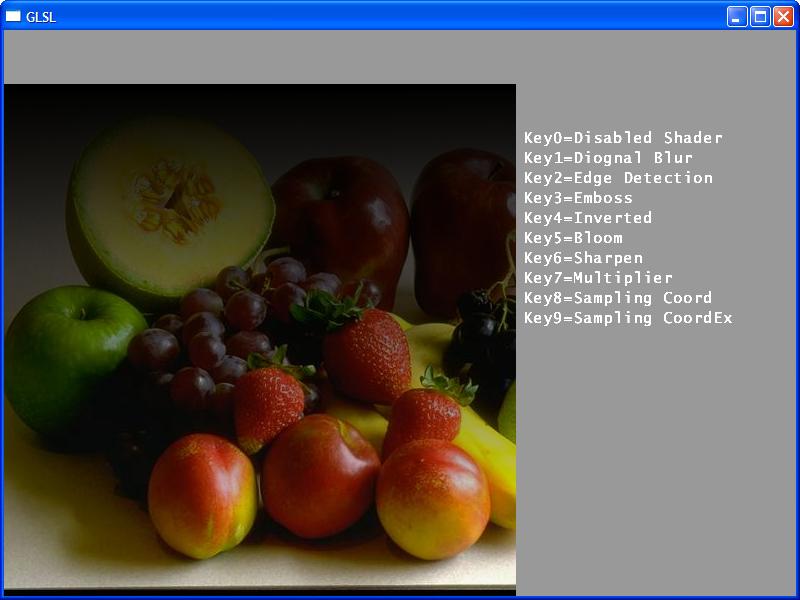 GLSL
Key0=Disabled Shader
Key1=Diognal Blur
Key2=Edge Detection
Key3=Emboss
Key4=Inverted
Key5=Bloom
Key6=Sharpen
Key7=Multiplier
Key8=Sampling Coord
Key9=Sampling CoordEx